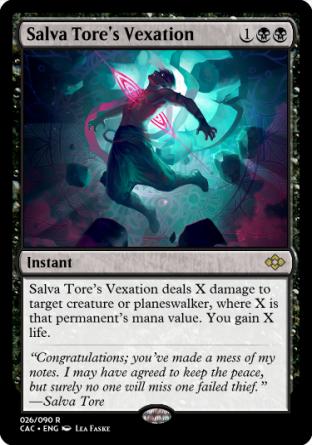 Salva Tore's Vexation 1
Instant
Salva Tore's Vexation deals X damage to
target creature or planeswalker, where X is
that permanent's mana value. You gain X
life.
“Congratulations; you've made a mess of my
notes. I may have agreed to keep the peace,
but surely no one will miss one failed thief.”
—Salva Tore
026/090 R
CAC • ENG Lea Faske